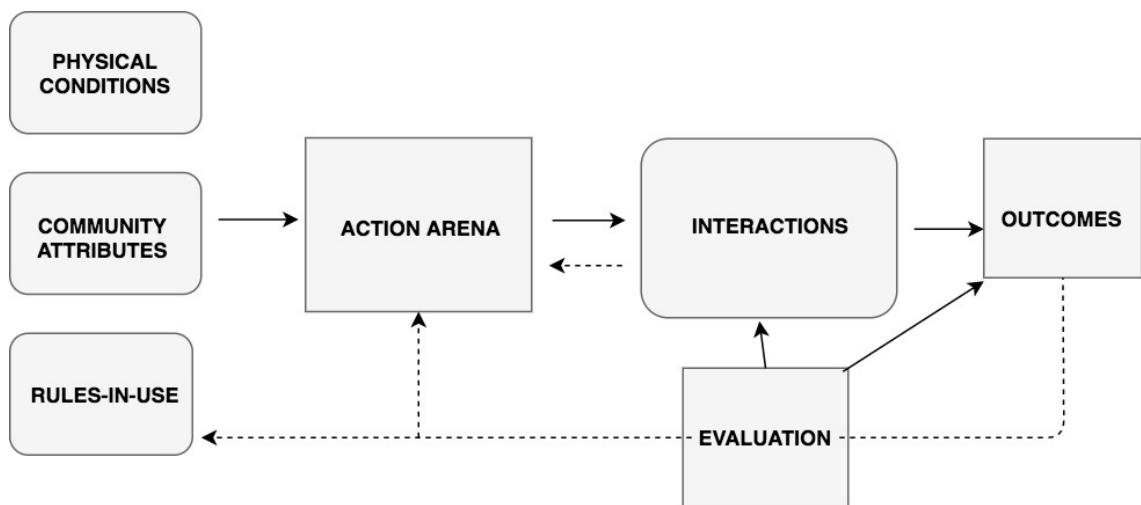 PHYSICAL
CONDITIONS
COMMUNITY
ATTRIBUTES
RULES-IN-USE
ACTION ARENA
INTERACTIONS
OUTCOMES
EVALUATION